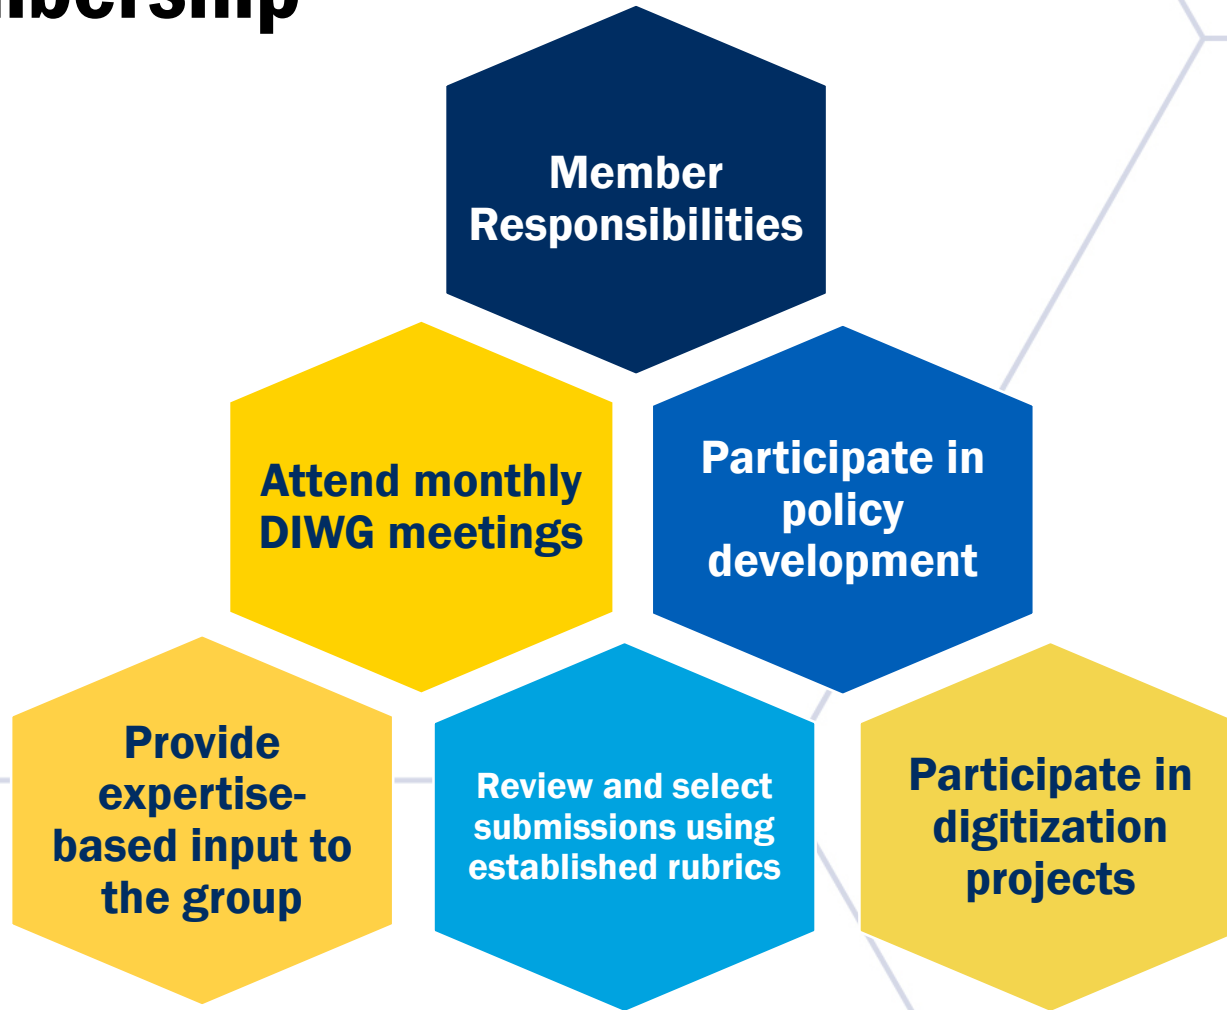 Member
Responsibilities
Attend monthly
DIWG meetings
Participate in
policy
development
Provide
expertise-
based input to
the group
Review and select
submissions using
established rubrics
Participate in
digitization
projects